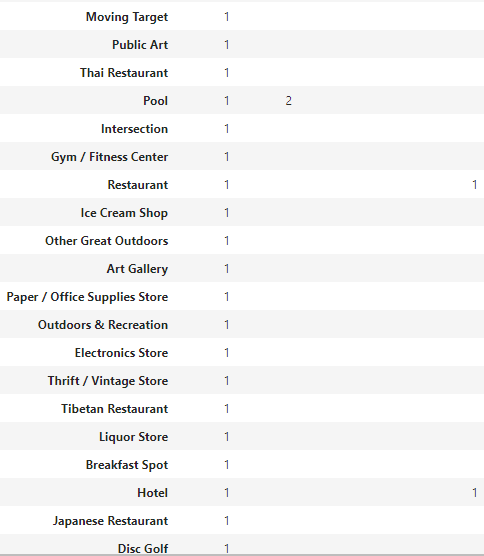 Moving Target 1
Public Art 1
Thai Restaurant 1
Pool 1 2
Intersection 1
Gym / Fitness Center 1
Restaurant 1 1
Ice Cream Shop 1
Other Great Outdoors 1
Art Gallery 1
Paper / Office Supplies Store 1
Outdoors & Recreation 1
Electronics Store 1
Thrift / Vintage Store 1
Tibetan Restaurant 1
Liquor Store 1
Breakfast Spot 1
Hotel 1 1
Japanese Restaurant 1
Disc Golf 1